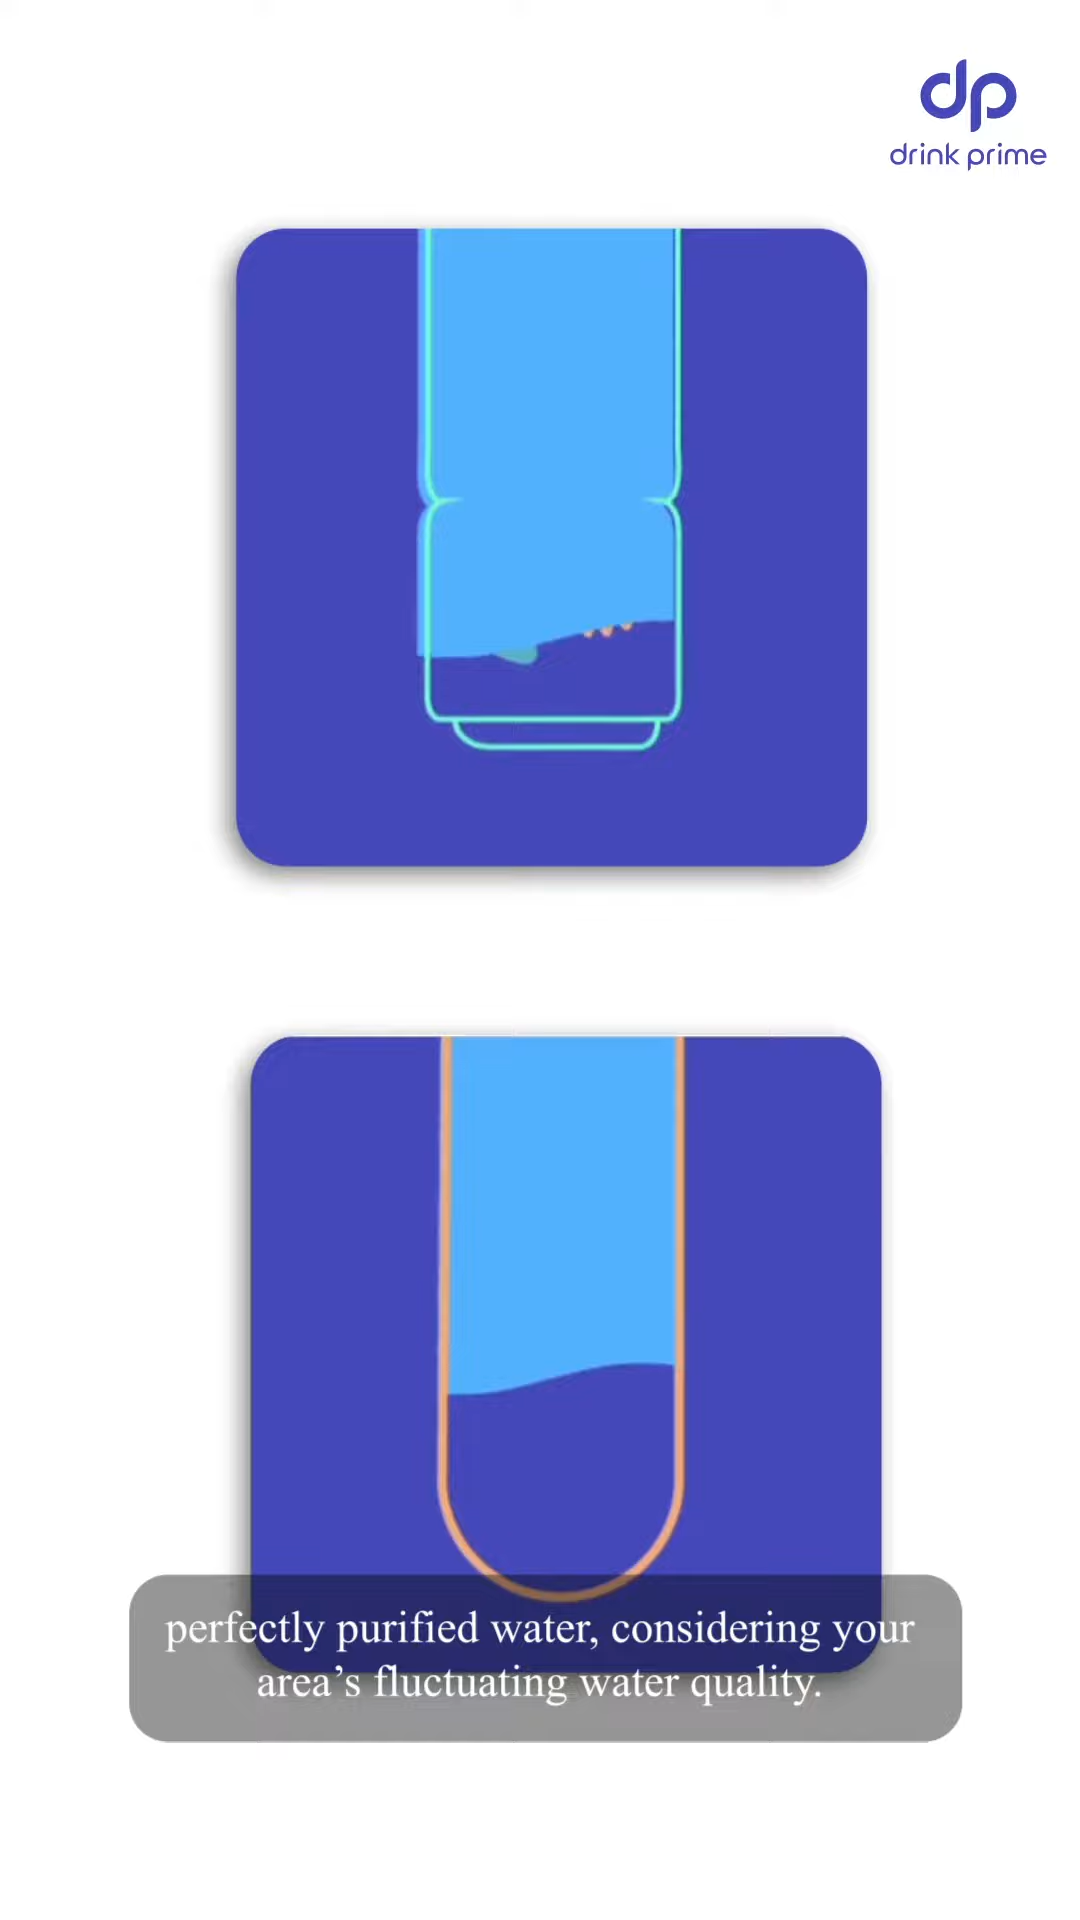 dp
drink prime
perfectly purified water, considering your
area’s fluctuating water quality.